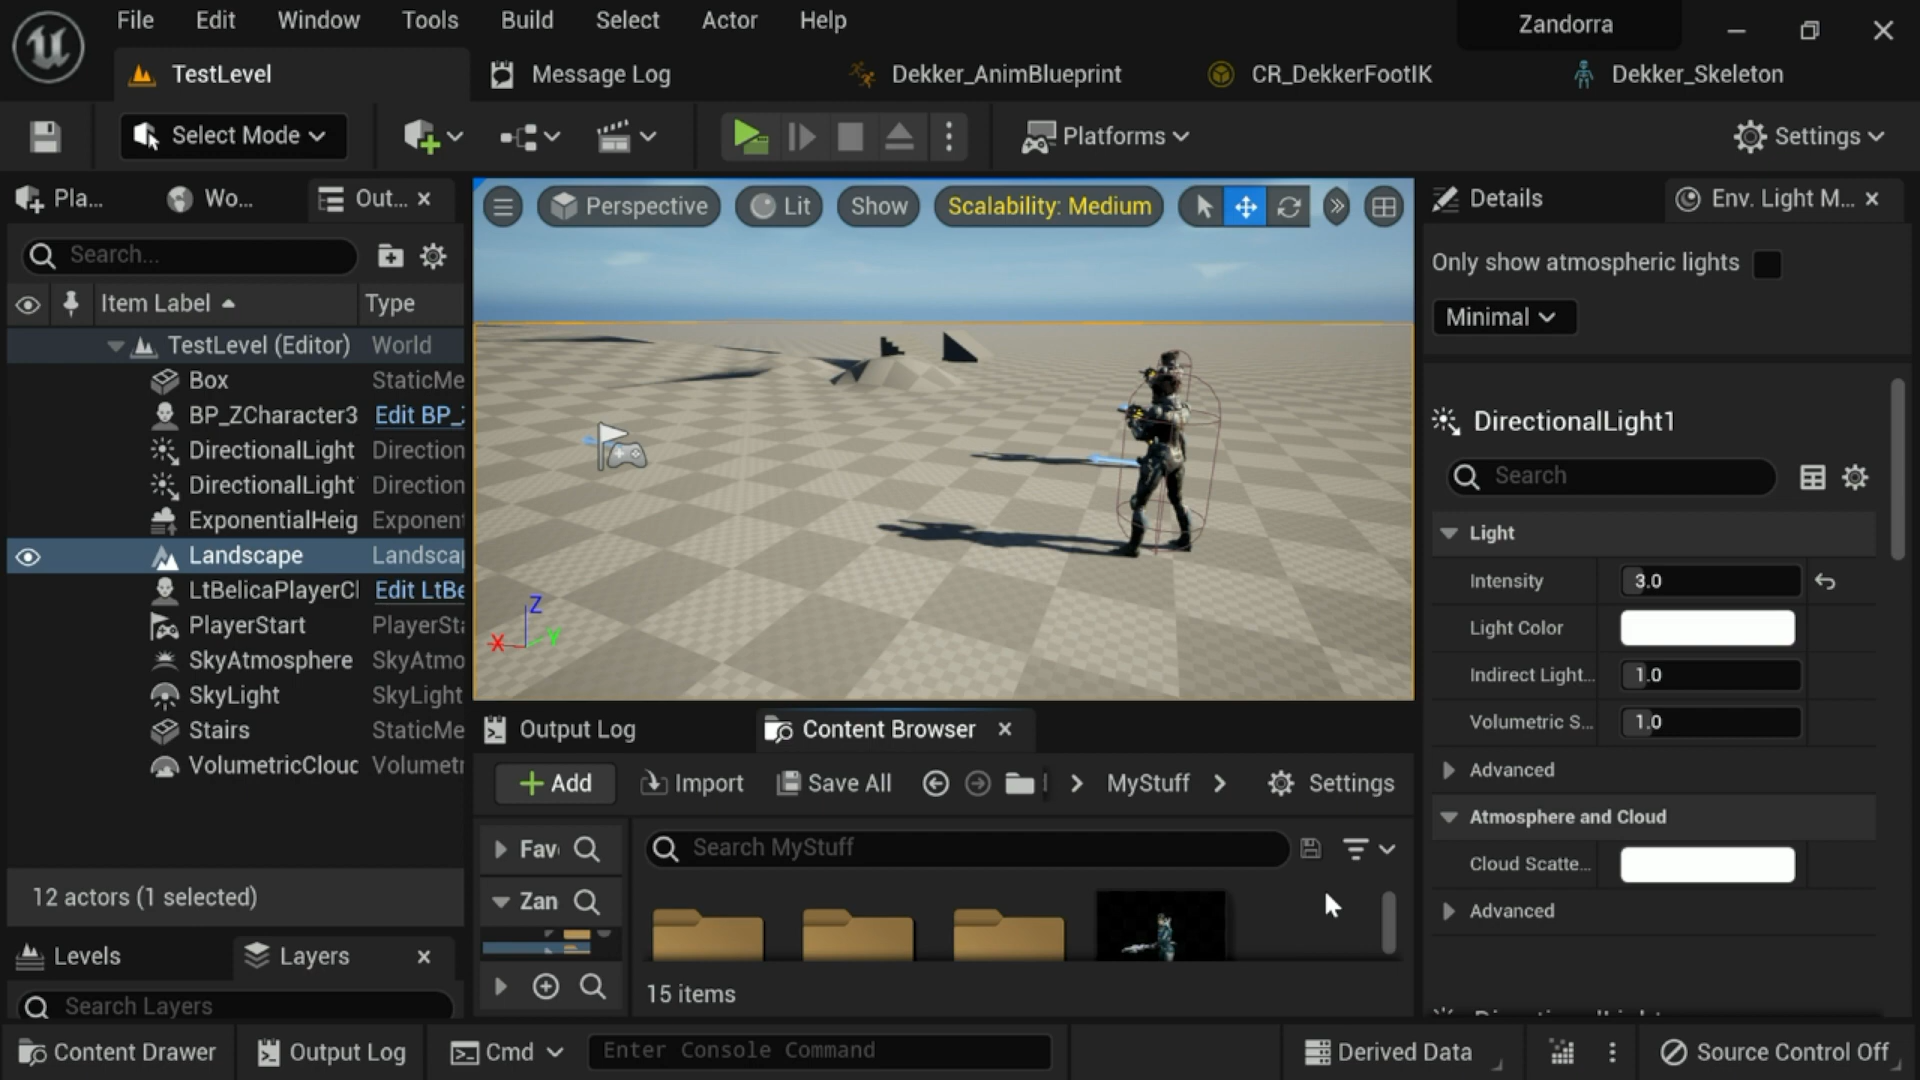 File Edit Window Tools Build Select Actor Help
Zandorra
TestLevel
Message Log
Dekker_AnimBlueprint
CR_DekkerFootIK
Dekker_Skeleton
Select Mode
Platforms
Settings
Pla...
Wo...
Out...
Search...
Item Label
Type
TestLevel (Editor) World
Box StaticMe
BP_ZCharacter3 Edit BP_
DirectionalLight Direction
DirectionalLight Direction
ExponentialHeig Exponent
Landscape Landsca
LtBelicaPlayerCl Edit LtBe
PlayerStart PlayerSt
SkyAtmosphere SkyAtmo
SkyLight SkyLight
Stairs StaticMe
VolumetricClouc Volumetr
12 actors (1 selected)
Levels
Layers
Search Layers
Perspective
Lit
Show
Scalability: Medium
Z
X
Y
Output Log
Content Browser
Add
Import
Save All
MyStuff
Settings
Fav
Search MyStuff
Zan
15 items
Details
Env. Light M...
Only show atmospheric lights
Minimal
DirectionalLight1
Search
Light
Intensity 3.0
Light Color
Indirect Light... 1.0
Volumetric S... 1.0
Advanced
Atmosphere and Cloud
Cloud Scatte...
Advanced
Content Drawer
Output Log
Cmd
Enter Console Command
Derived Data
Source Control Off